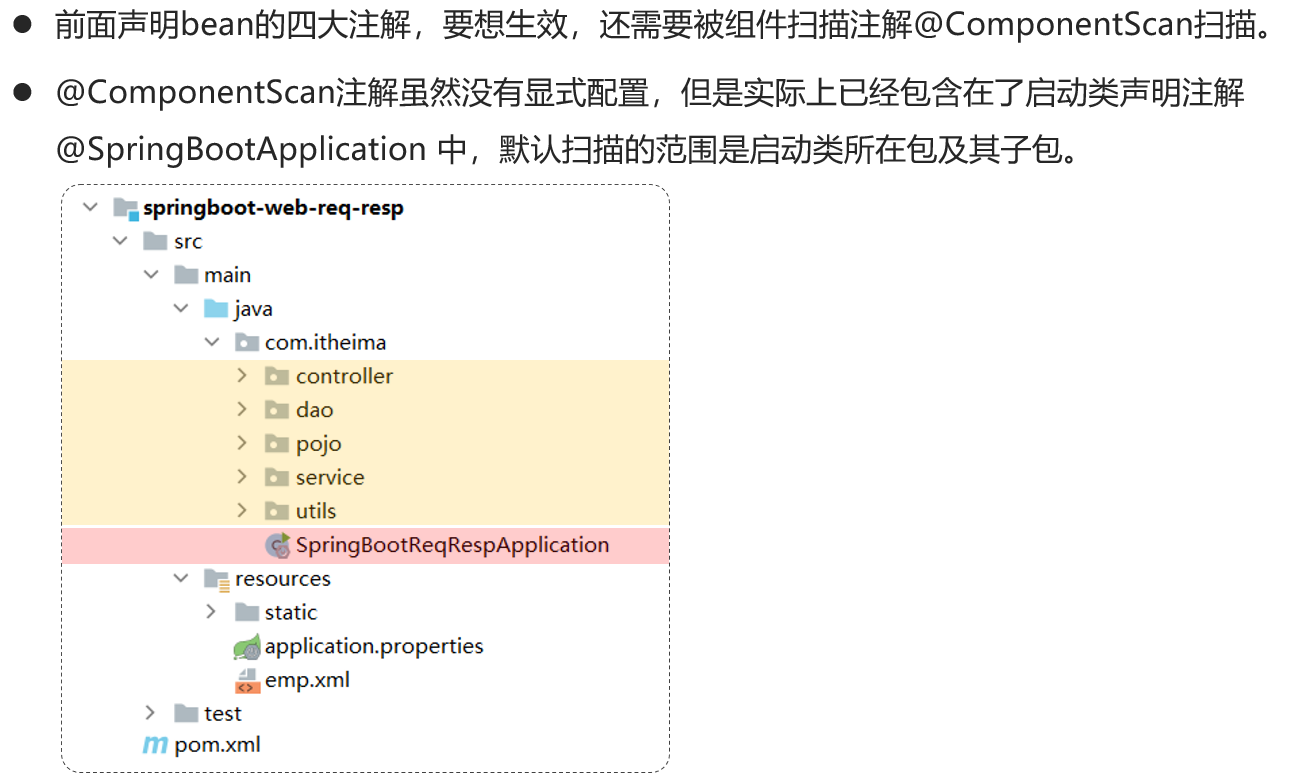 ● 前面声明bean的四大注解，要想生效，还需要被组件扫描注解@ComponentScan扫描。
● @ComponentScan注解虽然没有显式配置，但是实际上已经包含在了启动类声明注解
@SpringBootApplication 中，默认扫描的范围是启动类所在包及其子包。
springboot-web-req-resp
src
main
java
com.itheima
controller
dao
pojo
service
utils
SpringBootReqRespApplication
resources
static
application.properties
emp.xml
test
pom.xml